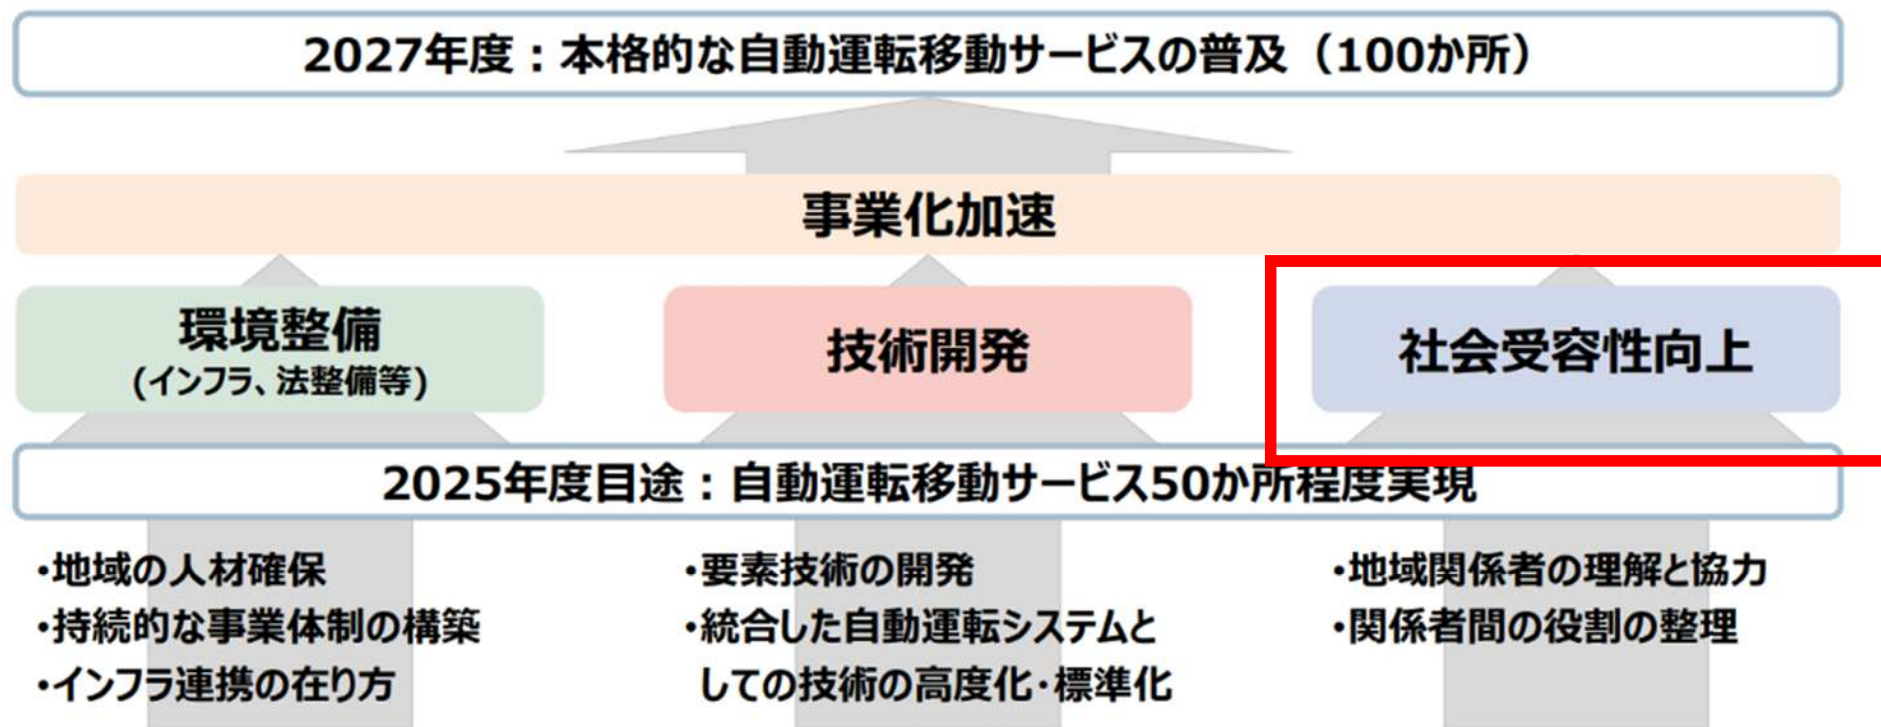 2027年度：本格的な自動運転移動サービスの普及（100か所）
事業化加速
環境整備
(インフラ、法整備等)
技術開発
社会受容性向上
2025年度目途：自動運転移動サービス50か所程度実現
・地域の人材確保
・持続的な事業体制の構築
・インフラ連携の在り方
・要素技術の開発
・統合した自動運転システムと
しての技術の高度化・標準化
・地域関係者の理解と協力
・関係者間の役割の整理